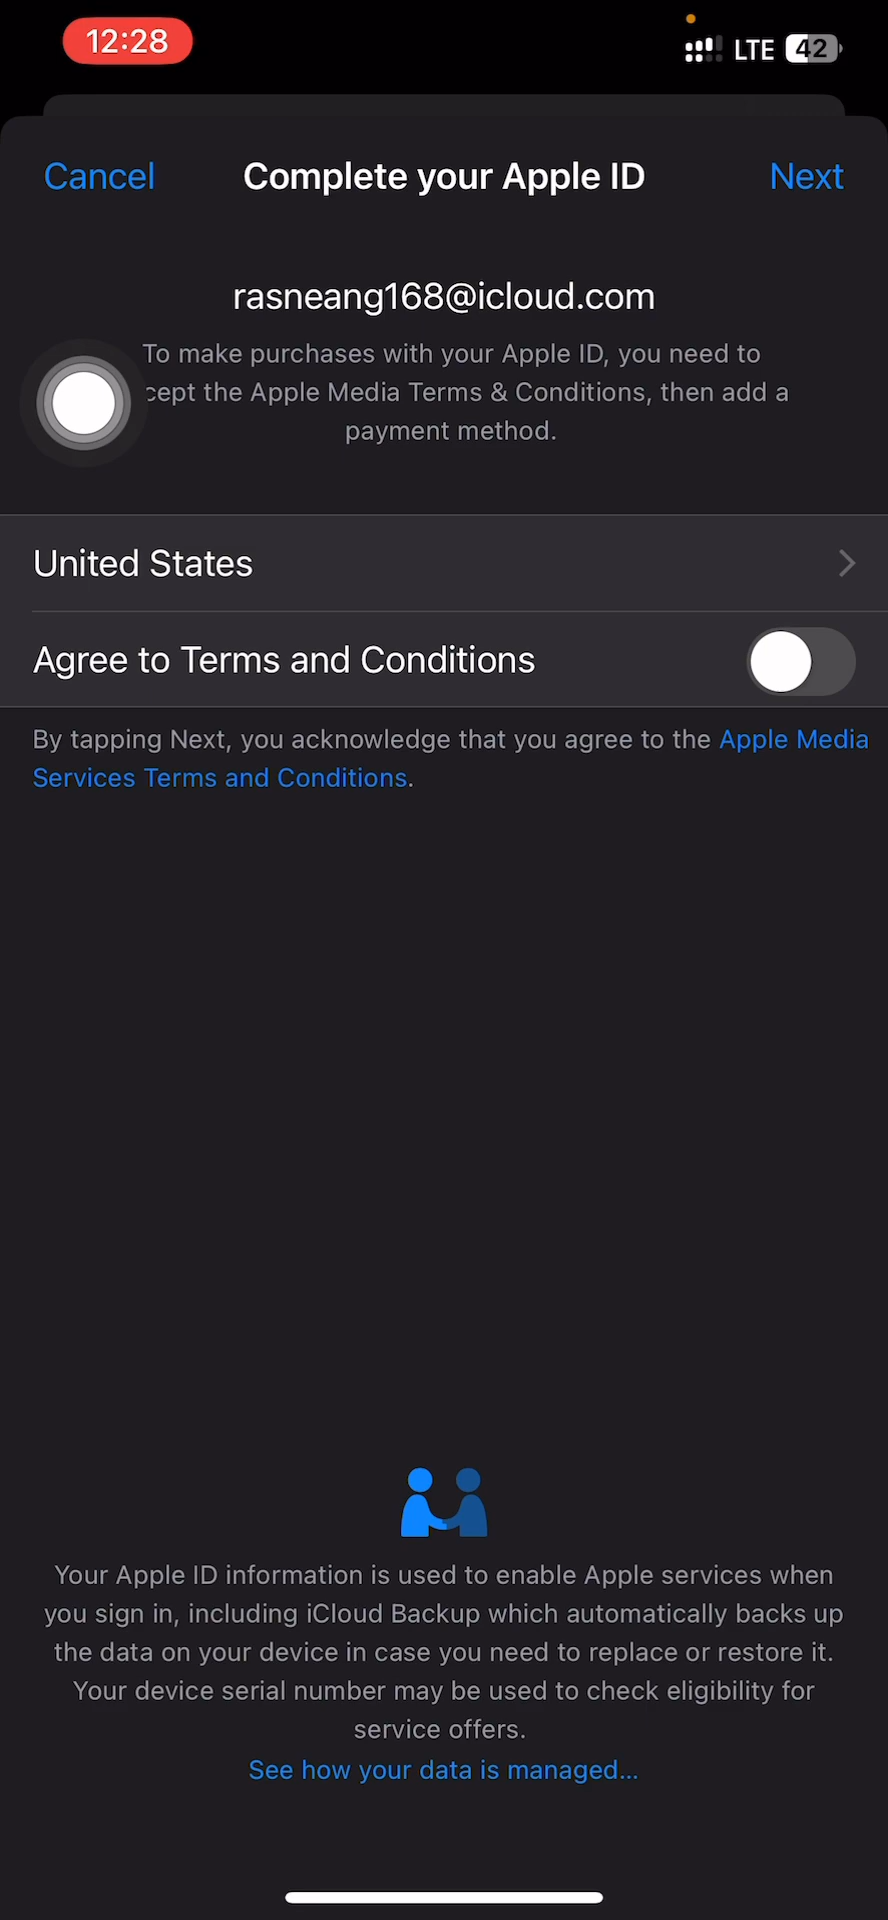 12:28
LTE 42
Cancel Complete your Apple ID Next
rasneang168@icloud.com
To make purchases with your Apple ID, you need to
cept the Apple Media Terms & Conditions, then add a
payment method.
United States
Agree to Terms and Conditions
By tapping Next, you acknowledge that you agree to the Apple Media
Services Terms and Conditions.
Your Apple ID information is used to enable Apple services when
you sign in, including iCloud Backup which automatically backs up
the data on your device in case you need to replace or restore it.
Your device serial number may be used to check eligibility for
service offers.
See how your data is managed...